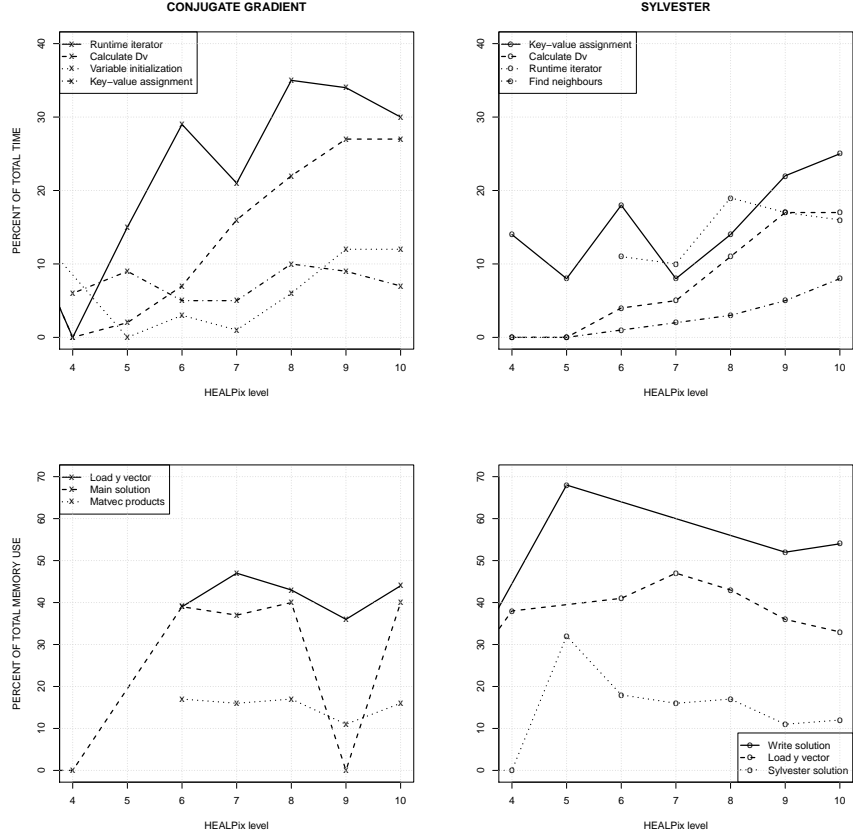 CONJUGATE GRADIENT
PERCENT OF TOTAL TIME
40
30
20
10
0
Runtime iterator
Calculate Dv
Variable initialization
Key−value assignment
4 5 6 7 8 9 10
HEALPix level
SYLVESTER
40
30
20
10
0
Key−value assignment
Calculate Dv
Runtime iterator
Find neighbours
4 5 6 7 8 9 10
HEALPix level
PERCENT OF TOTAL MEMORY USE
70
60
50
40
30
20
10
0
Load y vector
Main solution
Matvec products
4 5 6 7 8 9 10
HEALPix level
70
60
50
40
30
20
10
0
Write solution
Load y vector
Sylvester solution
4 5 6 7 8 9 10
HEALPix level